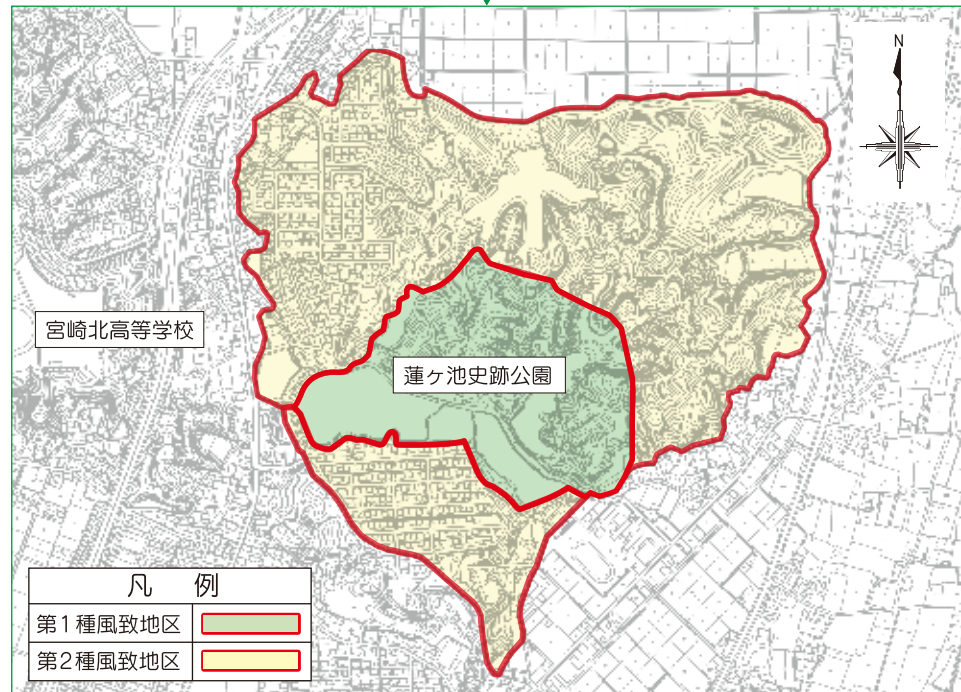 N
宮崎北高等学校
蓮ヶ池史跡公園
凡 例
第1種風致地区
第2種風致地区